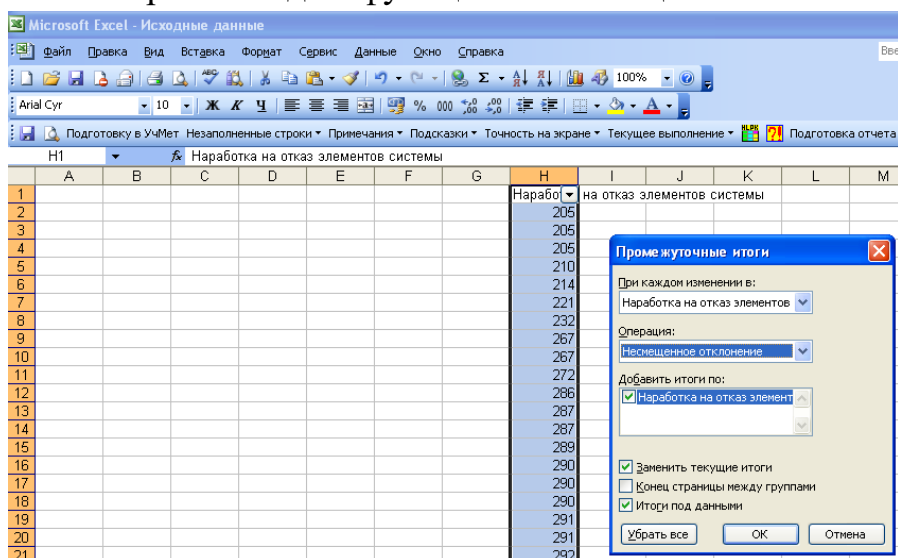 Microsoft Excel - Исходные данные
Файл Правка Вид Вставка Формат Сервис Данные Окно Справка
100%
Arial Cyr 10 Ж К Ч % 000
Подготовку в УчМет Незаполненные строки Примечания Подсказки Точность на экране Текущее выполнение Подготовка отчета
H1 fx Наработка на отказ элементов системы
A B C D E F G H I J K L M
1 Нарабо на отказ элементов системы
2 205
3 205
4 205
5 210
6 214
7 221
8 232
9 267
10 267
11 272
12 286
13 287
14 287
15 289
16 290
17 290
18 290
19 291
20 291
21 292
Промежуточные итоги
При каждом изменении в:
Наработка на отказ элементов
Операция:
Несмещенное отклонение
Добавить итоги по:
Наработка на отказ элемент
Заменить текущие итоги
Конец страницы между группами
Итоги под данными
Убрать все ОК Отмена